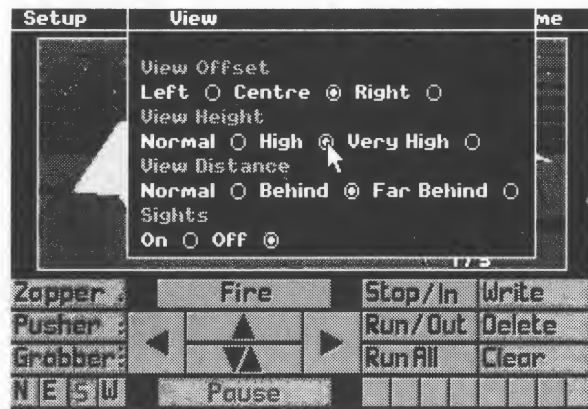 Setup View me
View Offset
Left Centre Right
View Height
Normal High Very High
View Distance
Normal Behind Far Behind
Sights
On Off
1/5
Zapper : Fire Stop/In Write
Pusher : Run/Out Delete
Grabber: Run All Clear
N E S W Pause